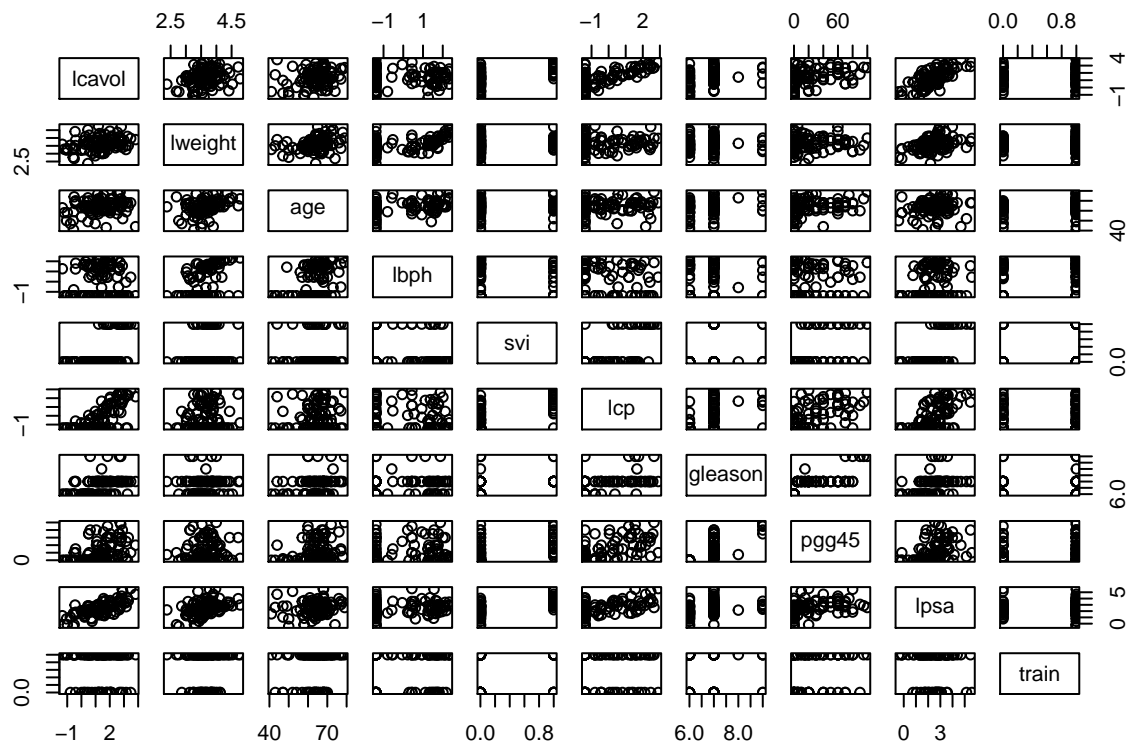 2.5 4.5 −1 1 −1 2 0 60 0.0 0.8
lcavol −1 4
2.5 lweight
age 40
−1 lbph
svi 0.0
−1 lcp
gleason 6.0
0 pgg45
lpsa 0 5
0.0 train
−1 2 40 70 0.0 0.8 6.0 8.0 0 3